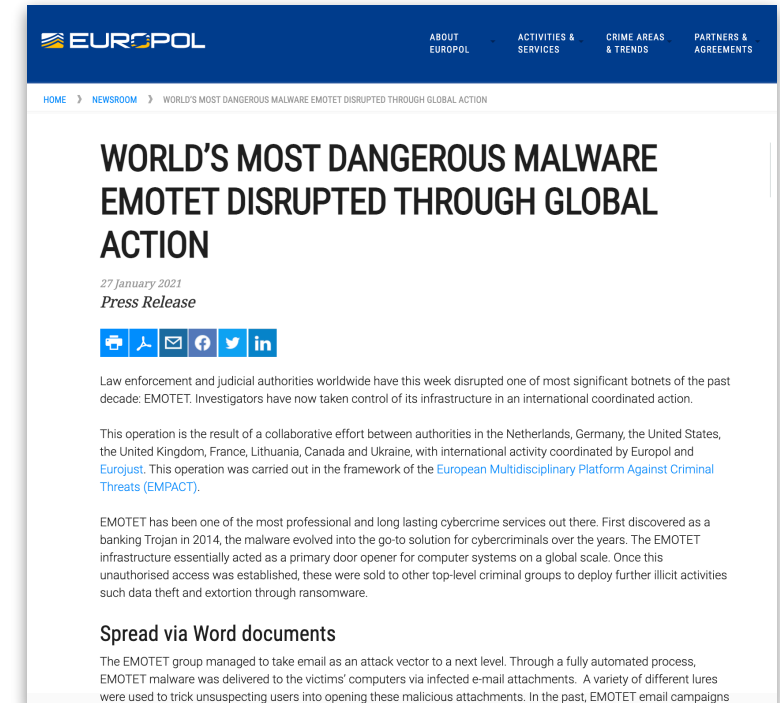 EUROPOL
ABOUT EUROPOL
ACTIVITIES & SERVICES
CRIME AREAS & TRENDS
PARTNERS & AGREEMENTS
HOME 》 NEWSROOM 》 WORLD'S MOST DANGEROUS MALWARE EMOTET DISRUPTED THROUGH GLOBAL ACTION
WORLD'S MOST DANGEROUS MALWARE
EMOTET DISRUPTED THROUGH GLOBAL
ACTION
27 January 2021
Press Release
Law enforcement and judicial authorities worldwide have this week disrupted one of most significant botnets of the past
decade: EMOTET. Investigators have now taken control of its infrastructure in an international coordinated action.
This operation is the result of a collaborative effort between authorities in the Netherlands, Germany, the United States,
the United Kingdom, France, Lithuania, Canada and Ukraine, with international activity coordinated by Europol and
Eurojust. This operation was carried out in the framework of the European Multidisciplinary Platform Against Criminal
Threats (EMPACT).
EMOTET has been one of the most professional and long lasting cybercrime services out there. First discovered as a
banking Trojan in 2014, the malware evolved into the go-to solution for cybercriminals over the years. The EMOTET
infrastructure essentially acted as a primary door opener for computer systems on a global scale. Once this
unauthorised access was established, these were sold to other top-level criminal groups to deploy further illicit activities
such data theft and extortion through ransomware.
Spread via Word documents
The EMOTET group managed to take email as an attack vector to a next level. Through a fully automated process,
EMOTET malware was delivered to the victims' computers via infected e-mail attachments. A variety of different lures
were used to trick unsuspecting users into opening these malicious attachments. In the past, EMOTET email campaigns